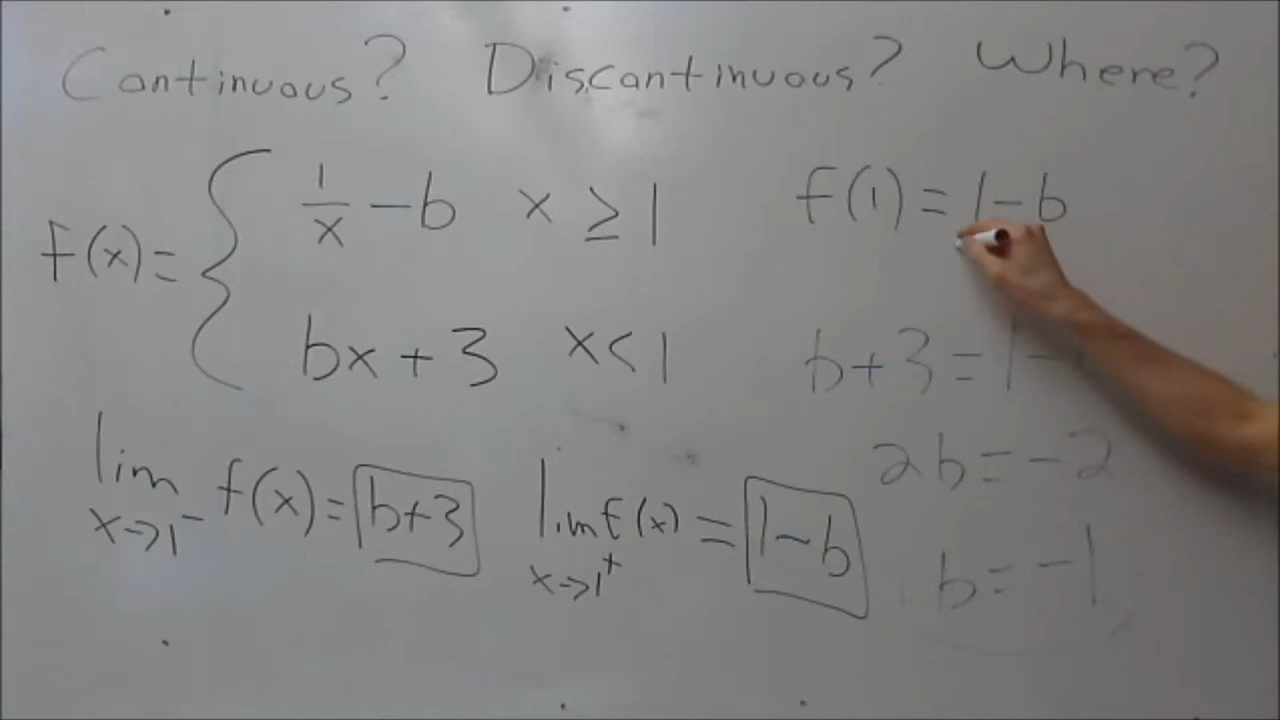 Continuous? Discontinuous? Where?
f(x) = { 1/x - b x ≥ 1
bx + 3 x < 1
f(1) = 1 - b
b + 3 = 1 -
2b = -2
b = -1
lim x→1⁻ f(x) = b+3
lim x→1⁺ f(x) = 1-b